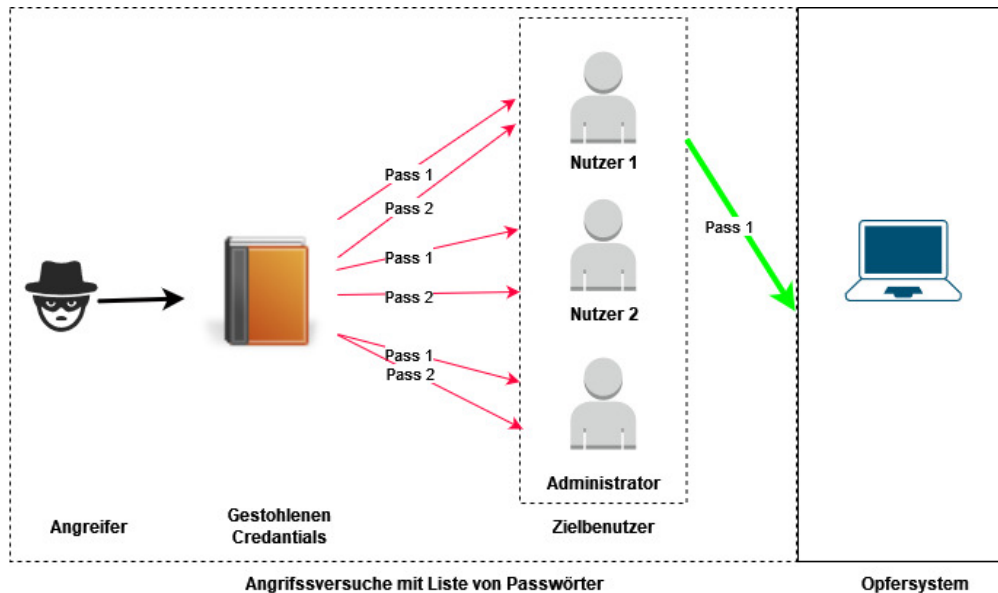 Nutzer 1
Pass 1
Pass 2
Pass 1
Pass 1
Nutzer 2
Pass 2
Pass 1
Pass 2
Administrator
Angreifer
Gestohlenen
Credantials
Zielbenutzer
Angrifssversuche mit Liste von Passwörter
Opfersystem